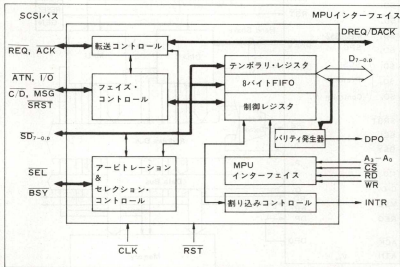 SCSIバス
MPUインターフェイス
REQ, ACK
転送コントロール
DREQ/DACK
ATN, I/O
C/D, MSG
SRST
フェイズ・
コントロール
テンポラリ・レジスタ
8バイトFIFO
制御レジスタ
D7-0,P
SD7-0,P
パリティ発生器
DPO
SEL
BSY
アービトレーション
&
セレクション・
コントロール
MPU
インターフェイス
A3-A0
CS
RD
WR
割り込みコントロール
INTR
CLK
RST